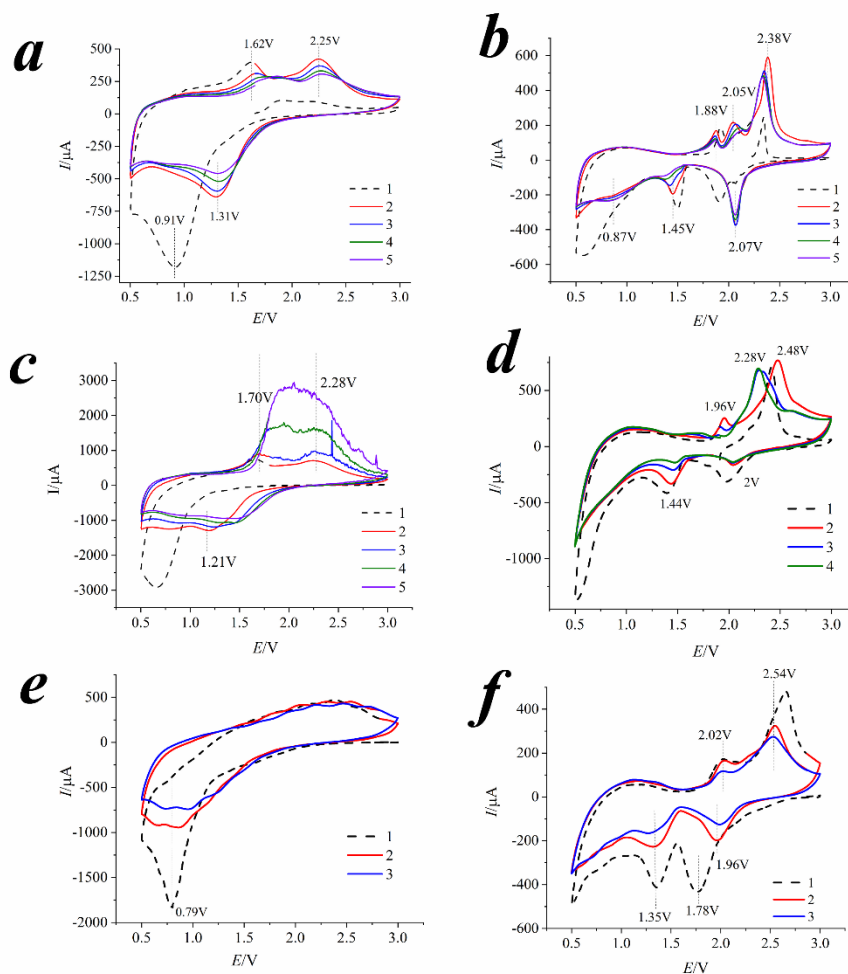 a
500
250
0
-250
-500
-750
-1000
-1250
I/μA
0.5 1.0 1.5 2.0 2.5 3.0
E/V
1.62V
2.25V
0.91V
1.31V
1
2
3
4
5
b
600
400
200
0
-200
-400
-600
I/μA
0.5 1.0 1.5 2.0 2.5 3.0
E/V
2.38V
2.05V
1.88V
0.87V
1.45V
2.07V
1
2
3
4
5
c
3000
2000
1000
0
-1000
-2000
-3000
I/μA
0.5 1.0 1.5 2.0 2.5 3.0
E/V
1.70V
2.28V
1.21V
1
2
3
4
5
d
500
0
-500
-1000
I/μA
0.5 1.0 1.5 2.0 2.5 3.0
E/V
2.28V
2.48V
1.96V
1.44V
2V
1
2
3
4
e
500
0
-500
-1000
-1500
-2000
I/μA
0.5 1.0 1.5 2.0 2.5 3.0
E/V
0.79V
1
2
3
f
400
200
0
-200
-400
-600
I/μA
0.5 1.0 1.5 2.0 2.5 3.0
E/V
2.54V
2.02V
1.96V
1.35V
1.78V
1
2
3